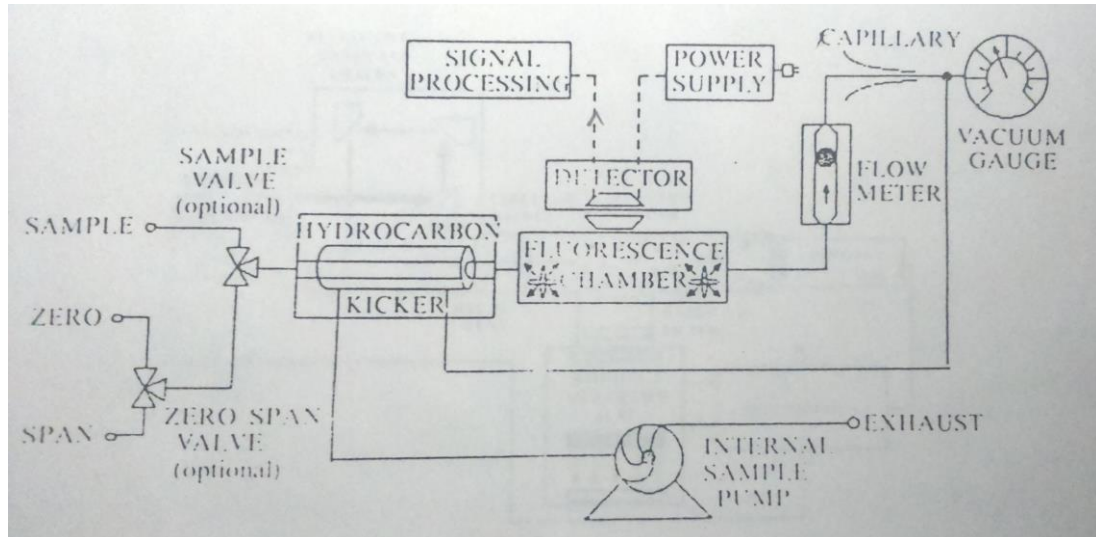 SIGNAL
PROCESSING
POWER
SUPPLY
CAPILLARY
VACUUM
GAUGE
SAMPLE
VALVE
(optional)
DETECTOR
FLOW
METER
SAMPLE
HYDROCARBON
KICKER
FLUORESCENCE
CHAMBER
ZERO
SPAN
ZERO SPAN
VALVE
(optional)
EXHAUST
INTERNAL
SAMPLE
PUMP